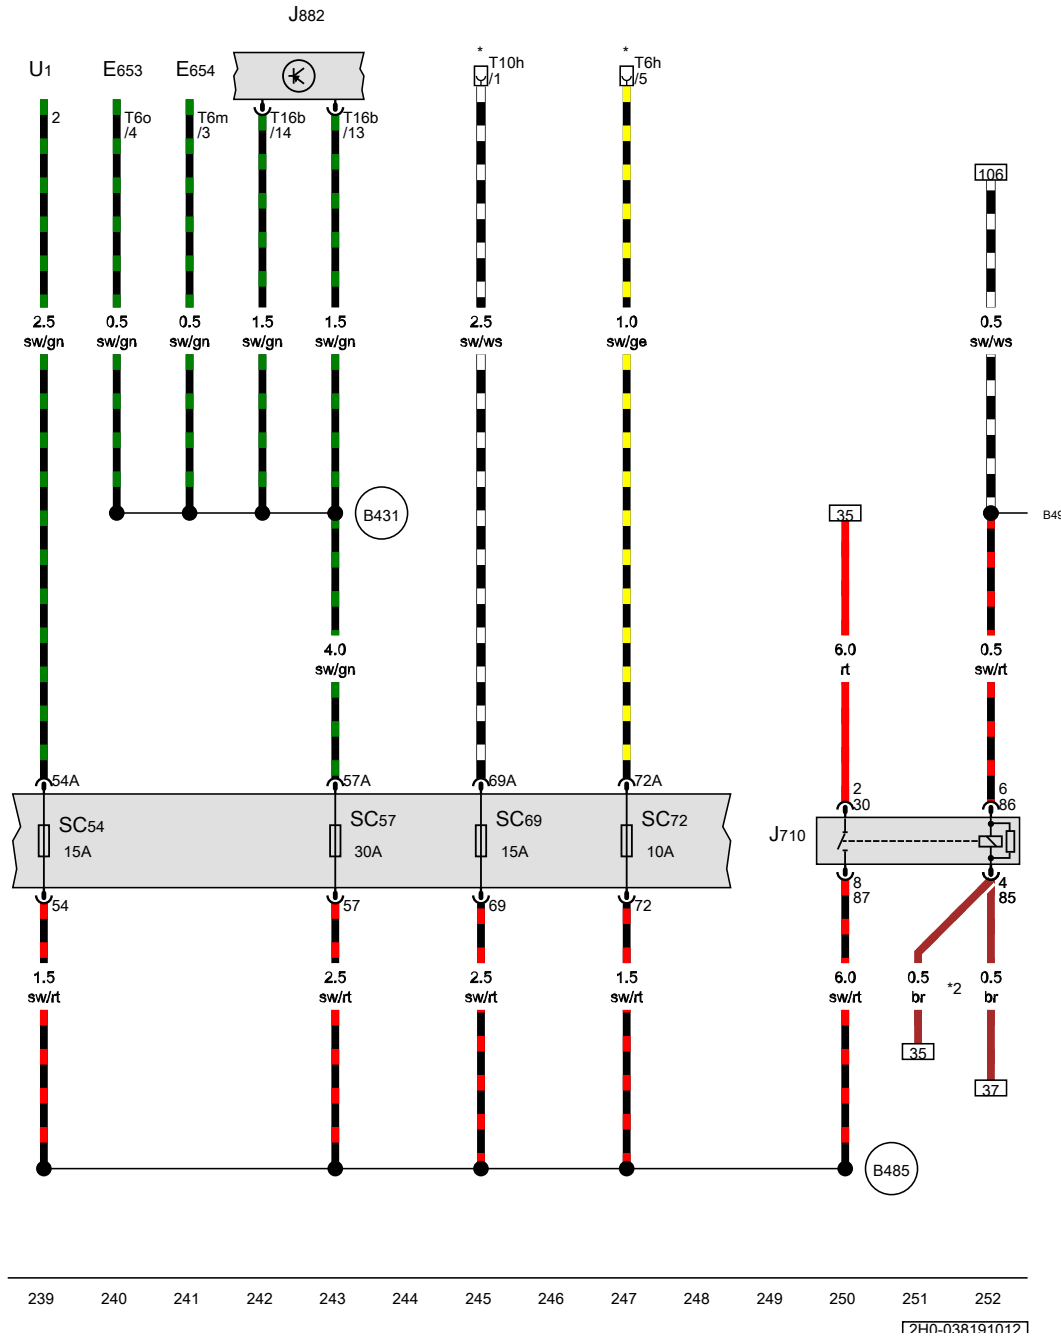 J882
*
*
U1
E653
E654
T10h
/1
T6h
/5
2
T6o
/4
T6m
/3
T16b
/14
T16b
/13
106
2.5
sw/gn
0.5
sw/gn
0.5
sw/gn
1.5
sw/gn
1.5
sw/gn
2.5
sw/ws
1.0
sw/ge
0.5
sw/ws
B431
35
B49
4.0
sw/gn
6.0
rt
0.5
sw/rt
54A
57A
69A
72A
2
30
6
86
SC54
15A
SC57
30A
SC69
15A
SC72
10A
J710
54
57
69
72
8
87
4
85
1.5
sw/rt
2.5
sw/rt
2.5
sw/rt
1.5
sw/rt
6.0
sw/rt
0.5
br
*2
0.5
br
35
37
B485
239 240 241 242 243 244 245 246 247 248 249 250 251 252
2H0-038191012